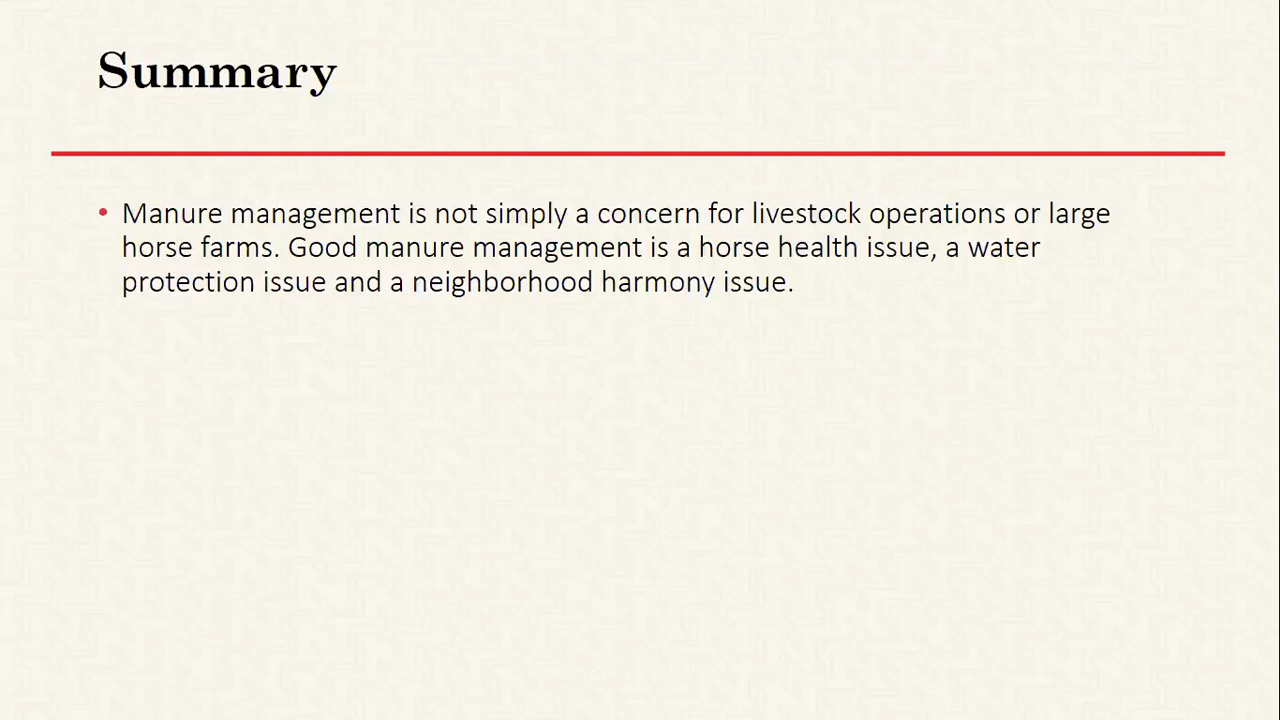 Summary
• Manure management is not simply a concern for livestock operations or large
horse farms. Good manure management is a horse health issue, a water
protection issue and a neighborhood harmony issue.